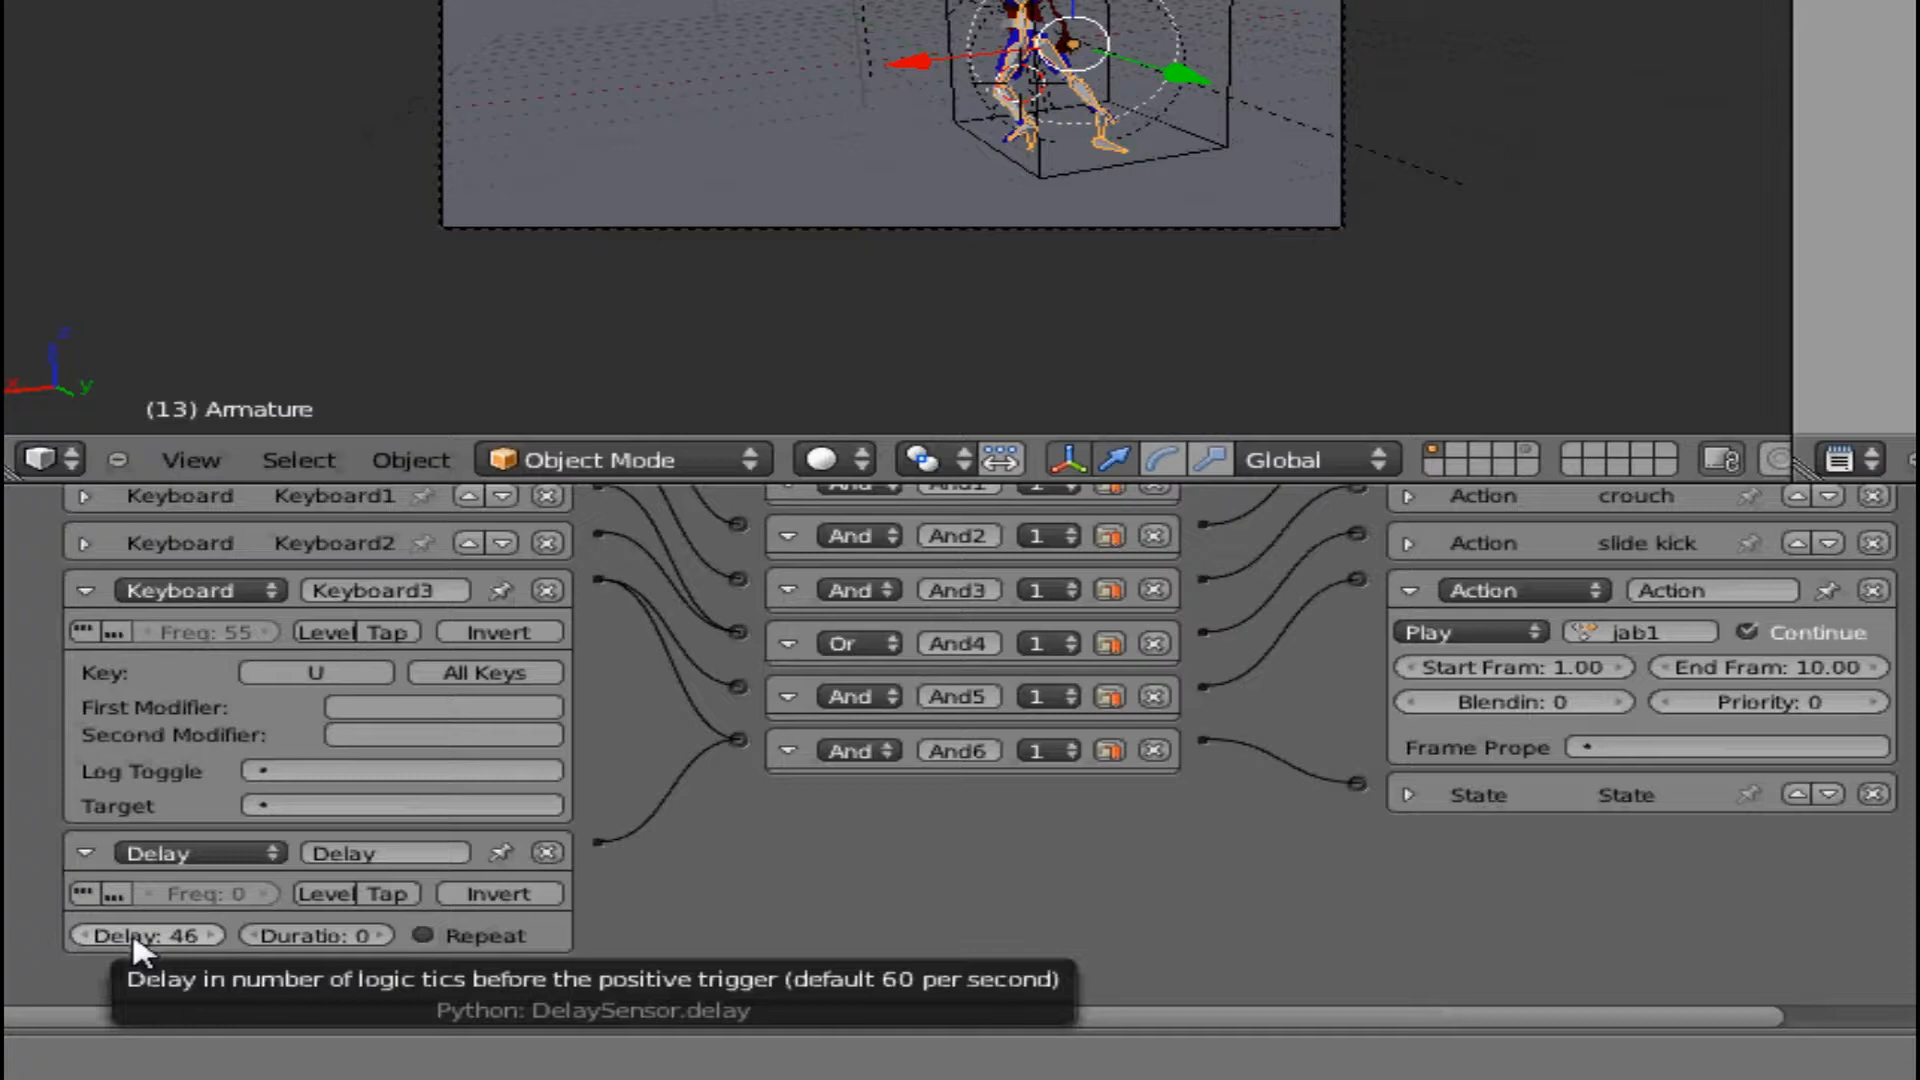 z
x
y
(13) Armature
View Select Object Object Mode Global
Keyboard Keyboard1
And And1 1
Action crouch
Keyboard Keyboard2
And And2 1
Action slide kick
Keyboard Keyboard3
And And3 1
Action Action
Freq: 55 Level Tap Invert
Or And4 1
Play jab1 Continue
Key: U All Keys
And And5 1
Start Fram: 1.00 End Fram: 10.00
First Modifier:
Blendin: 0 Priority: 0
Second Modifier:
And And6 1
Frame Prope
Log Toggle
State State
Target
Delay Delay
Freq: 0 Level Tap Invert
Delay: 46 Duratio: 0 Repeat
Delay in number of logic tics before the positive trigger (default 60 per second)
Python: DelaySensor.delay